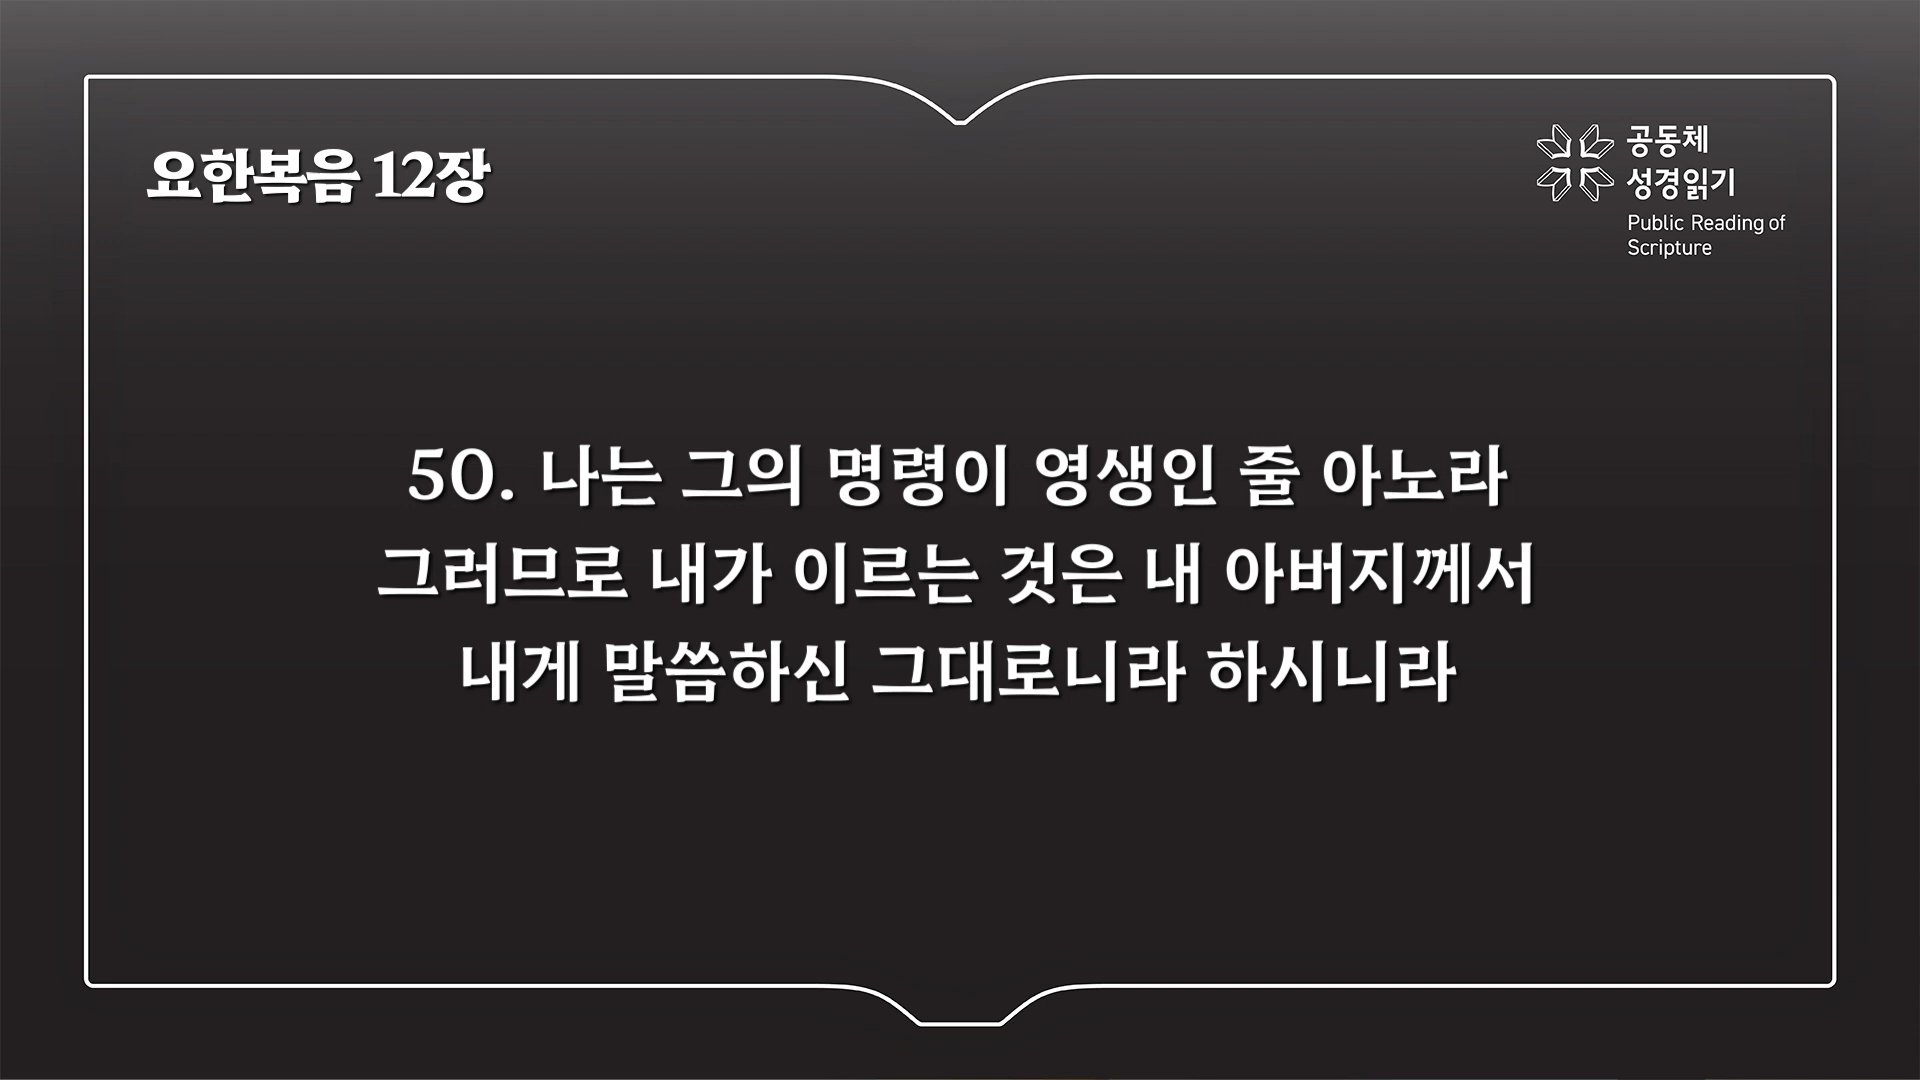 요한복음 12장
공동체
성경읽기
Public Reading of
Scripture
50. 나는 그의 명령이 영생인 줄 아노라
그러므로 내가 이르는 것은 내 아버지께서
내게 말씀하신 그대로니라 하시니라